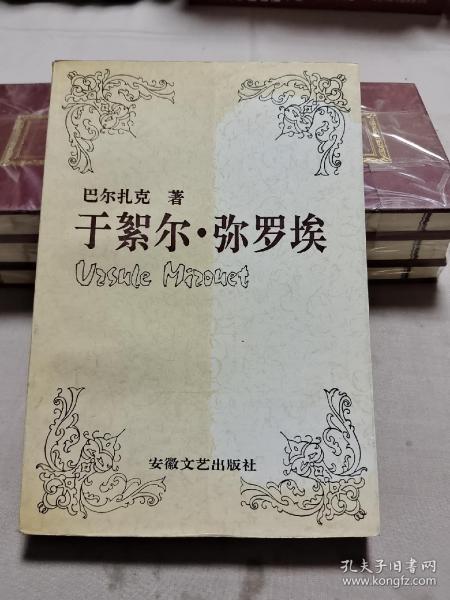 巴尔扎克 著
于絮尔·弥罗埃
Ursule Mirouet
安徽文艺出版社
孔夫子旧书网
www.kongfz.com